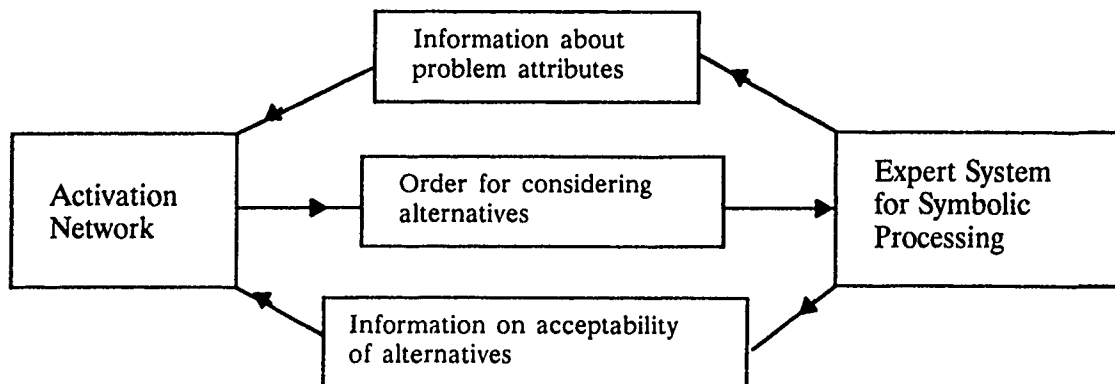 Information about
problem attributes
Activation
Network
Order for considering
alternatives
Expert System
for Symbolic
Processing
Information on acceptability
of alternatives